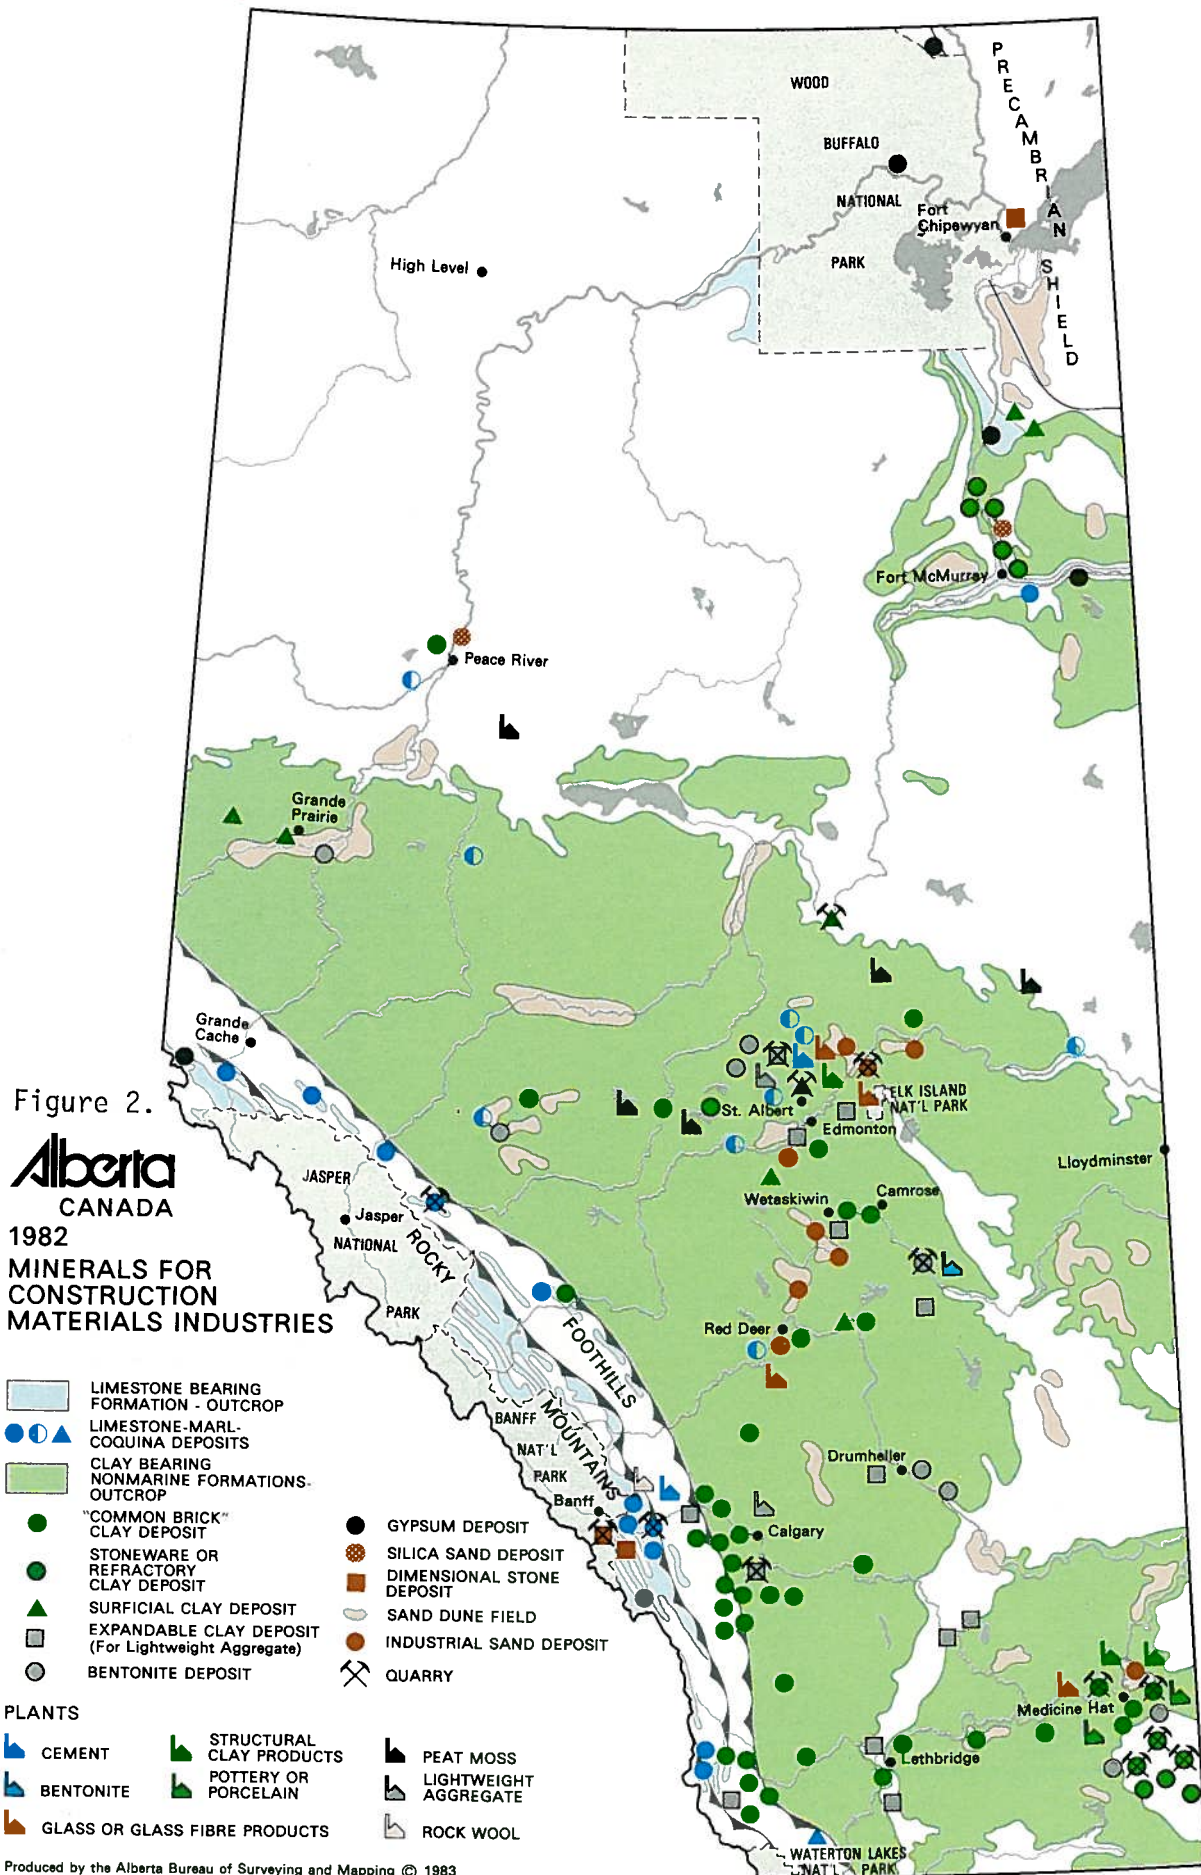 WOOD
BUFFALO
NATIONAL
PARK
PRECAMBRIAN
SHIELD
Fort
Chipewyan
High Level
Fort McMurray
Peace River
Grande
Prairie
Grande
Cache
Figure 2.
Alberta
CANADA
1982
MINERALS FOR
CONSTRUCTION
MATERIALS INDUSTRIES
ELK ISLAND
NAT'L PARK
St. Albert
Edmonton
Lloydminster
JASPER
Jasper
NATIONAL
PARK
ROCKY
MOUNTAINS
FOOTHILLS
Wetaskiwin
Camrose
Red Deer
BANFF
NAT'L
PARK
Banff
Drumheller
Calgary
Medicine Hat
Lethbridge
WATERTON LAKES
NAT'L PARK
LIMESTONE BEARING
FORMATION - OUTCROP
LIMESTONE-MARL-
COQUINA DEPOSITS
CLAY BEARING
NONMARINE FORMATIONS-
OUTCROP
"COMMON BRICK"
CLAY DEPOSIT
STONEWARE OR
REFRACTORY
CLAY DEPOSIT
SURFICIAL CLAY DEPOSIT
EXPANDABLE CLAY DEPOSIT
(For Lightweight Aggregate)
BENTONITE DEPOSIT
GYPSUM DEPOSIT
SILICA SAND DEPOSIT
DIMENSIONAL STONE
DEPOSIT
SAND DUNE FIELD
INDUSTRIAL SAND DEPOSIT
QUARRY
PLANTS
CEMENT
BENTONITE
GLASS OR GLASS FIBRE PRODUCTS
STRUCTURAL
CLAY PRODUCTS
POTTERY OR
PORCELAIN
PEAT MOSS
LIGHTWEIGHT
AGGREGATE
ROCK WOOL
Produced by the Alberta Bureau of Surveying and Mapping © 1983